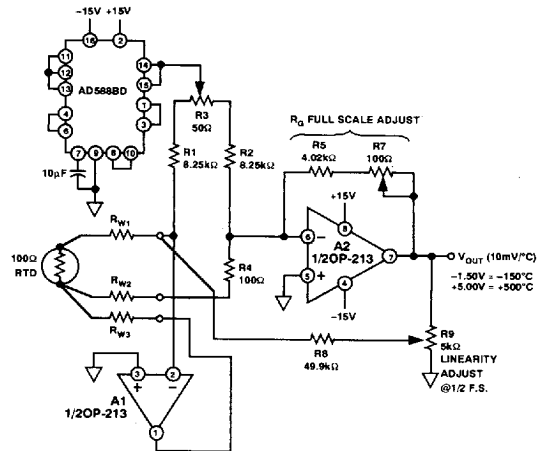 −15V +15V
16 2
11
12
13
4
6
AD588BD
14
15
1
3
7 9 8 10
10µF
R3
50Ω
R1
8.25kΩ
R2
8.25kΩ
RG FULL SCALE ADJUST
R5
4.02kΩ
R7
100Ω
+15V
6 −
A2
1/2OP-213
5 +
8
7
4
−15V
VOUT (10mV/°C)
−1.50V = −150°C
+5.00V = +500°C
RW1
100Ω
RTD
RW2
RW3
R4
100Ω
R8
49.9kΩ
R9
5kΩ
LINEARITY
ADJUST
@1/2 F.S.
3 2
+ −
A1
1/2OP-213
1